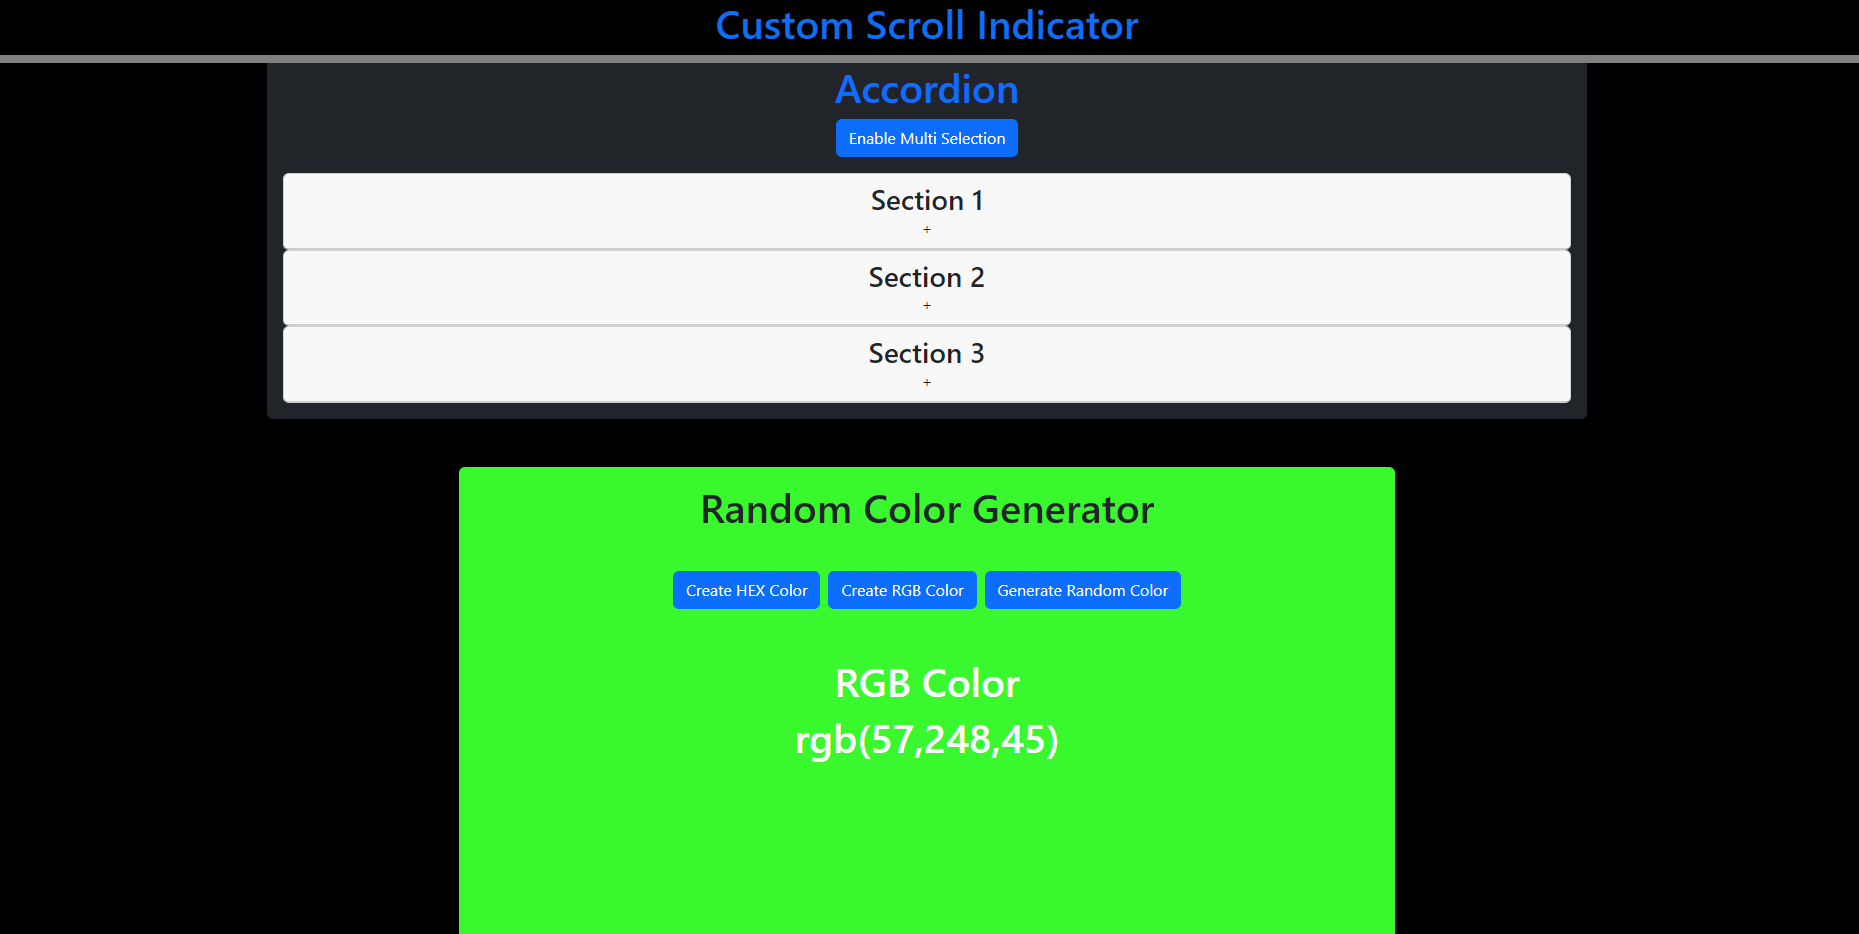 Custom Scroll Indicator
Accordion
Enable Multi Selection
Section 1
+
Section 2
+
Section 3
+
Random Color Generator
Create HEX Color Create RGB Color Generate Random Color
RGB Color
rgb(57,248,45)